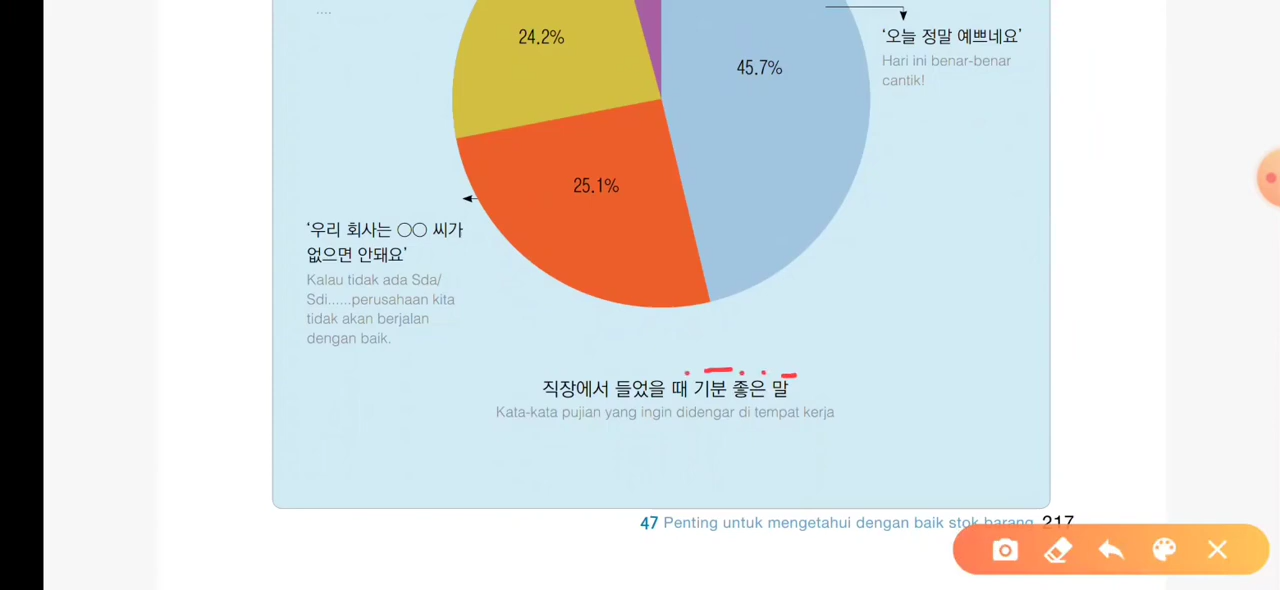 ....
24.2%
45.7%
‘오늘 정말 예쁘네요’
Hari ini benar-benar
cantik!
25.1%
‘우리 회사는 ○○ 씨가
없으면 안돼요’
Kalau tidak ada Sda/
Sdi......perusahaan kita
tidak akan berjalan
dengan baik.
직장에서 들었을 때 기분 좋은 말
Kata-kata pujian yang ingin didengar di tempat kerja
47 Penting untuk mengetahui dengan baik stok barang 217